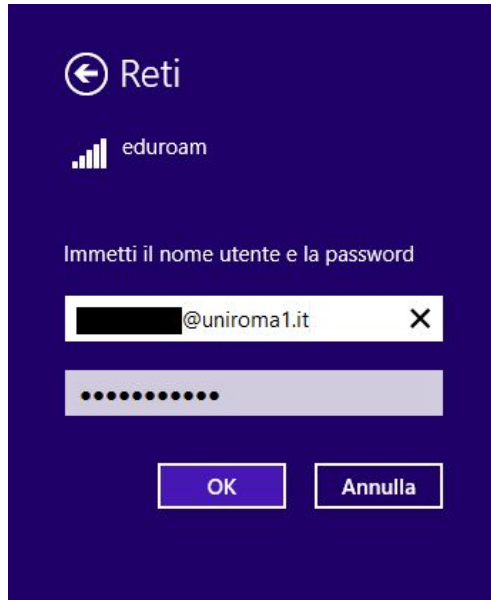 Reti
eduroam
Immetti il nome utente e la password
@uniroma1.it
OK Annulla